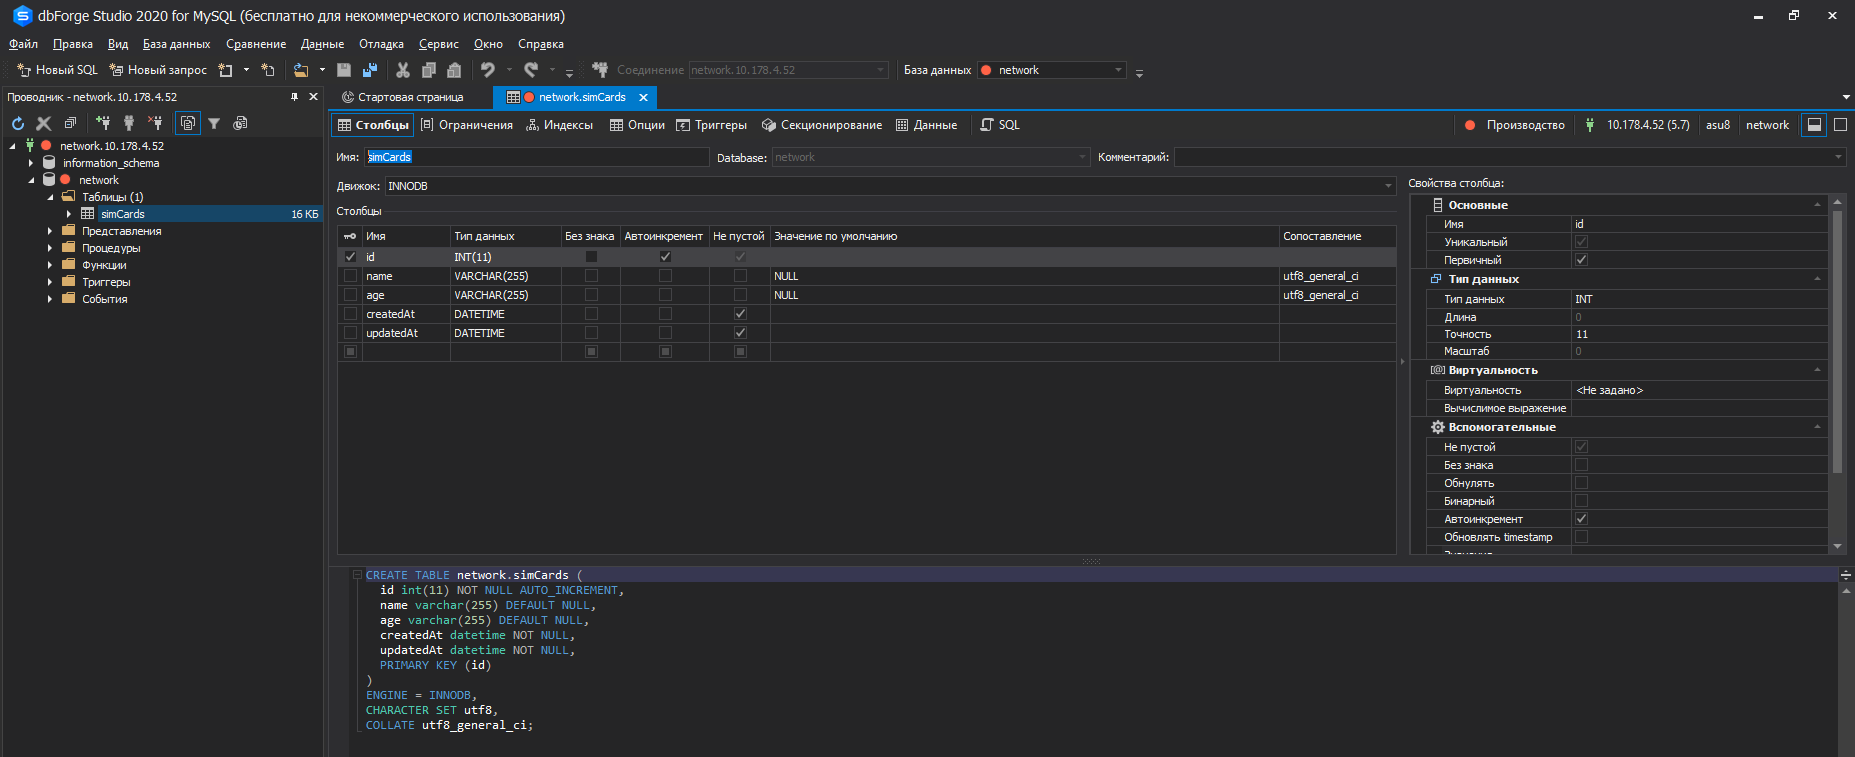 dbForge Studio 2020 for MySQL (бесплатно для некоммерческого использования)
Файл Правка Вид База данных Сравнение Данные Отладка Сервис Окно Справка
Новый SQL Новый запрос Соединение network.10.178.4.52 База данных network
Проводник - network.10.178.4.52
network.10.178.4.52
information_schema
network
Таблицы (1)
simCards 16 КБ
Представления
Процедуры
Функции
Триггеры
События
Стартовая страница network.simCards
Столбцы Ограничения Индексы Опции Триггеры Секционирование Данные SQL Производство 10.178.4.52 (5.7) asu8 network
Имя: simCards Database: network Комментарий:
Движок: INNODB
Столбцы
Имя Тип данных Без знака Автоинкремент Не пустой Значение по умолчанию Сопоставление
id INT(11)
name VARCHAR(255) NULL utf8_general_ci
age VARCHAR(255) NULL utf8_general_ci
createdAt DATETIME
updatedAt DATETIME
Свойства столбца:
Основные
Имя id
Уникальный
Первичный
Тип данных
Тип данных INT
Длина 0
Точность 11
Масштаб 0
Виртуальность
Виртуальность <Не задано>
Вычислимое выражение
Вспомогательные
Не пустой
Без знака
Обнулять
Бинарный
Автоинкремент
Обновлять timestamp
CREATE TABLE network.simCards (
id int(11) NOT NULL AUTO_INCREMENT,
name varchar(255) DEFAULT NULL,
age varchar(255) DEFAULT NULL,
createdAt datetime NOT NULL,
updatedAt datetime NOT NULL,
PRIMARY KEY (id)
)
ENGINE = INNODB,
CHARACTER SET utf8,
COLLATE utf8_general_ci;